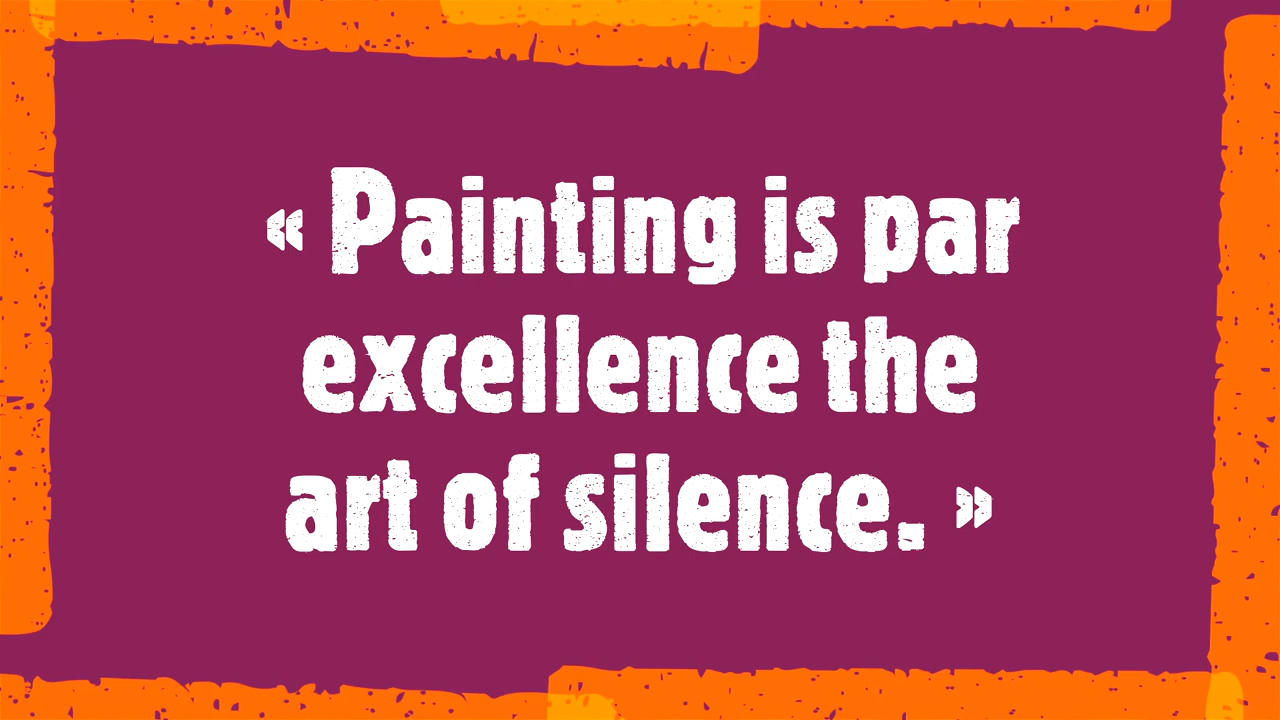 « Painting is par
excellence the
art of silence. »